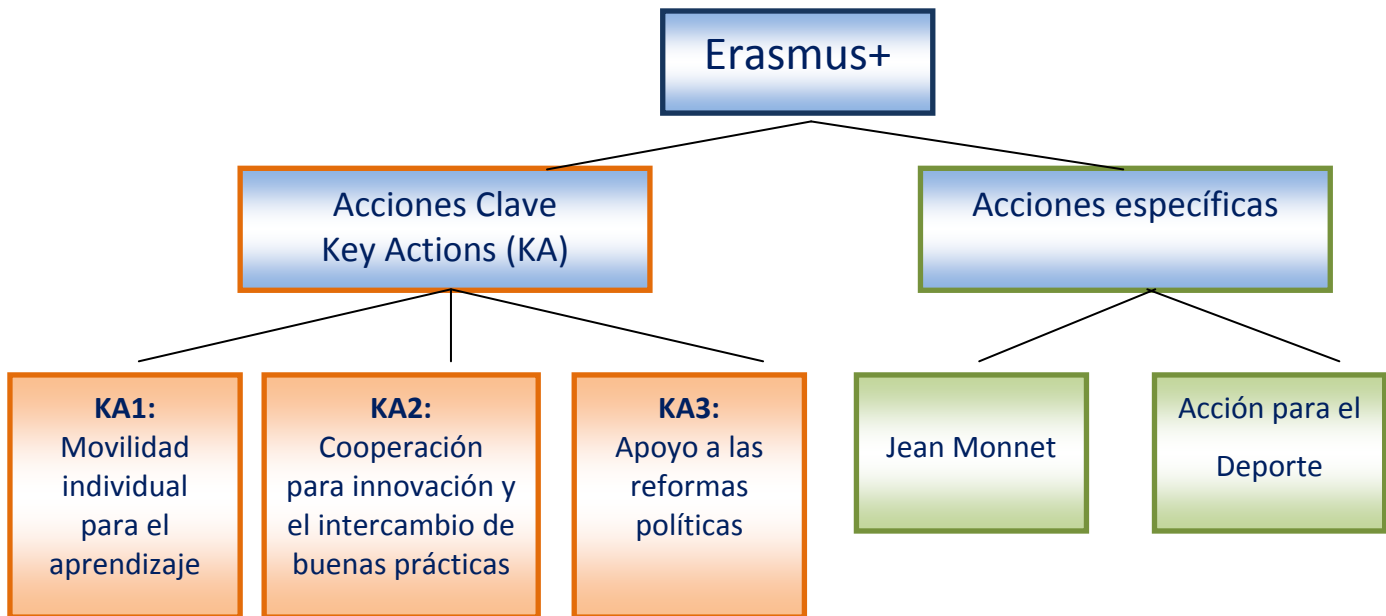 Erasmus+
Acciones Clave
Key Actions (KA)
Acciones específicas
KA1:
Movilidad
individual
para el
aprendizaje
KA2:
Cooperación
para innovación y
el intercambio de
buenas prácticas
KA3:
Apoyo a las
reformas
políticas
Jean Monnet
Acción para el
Deporte